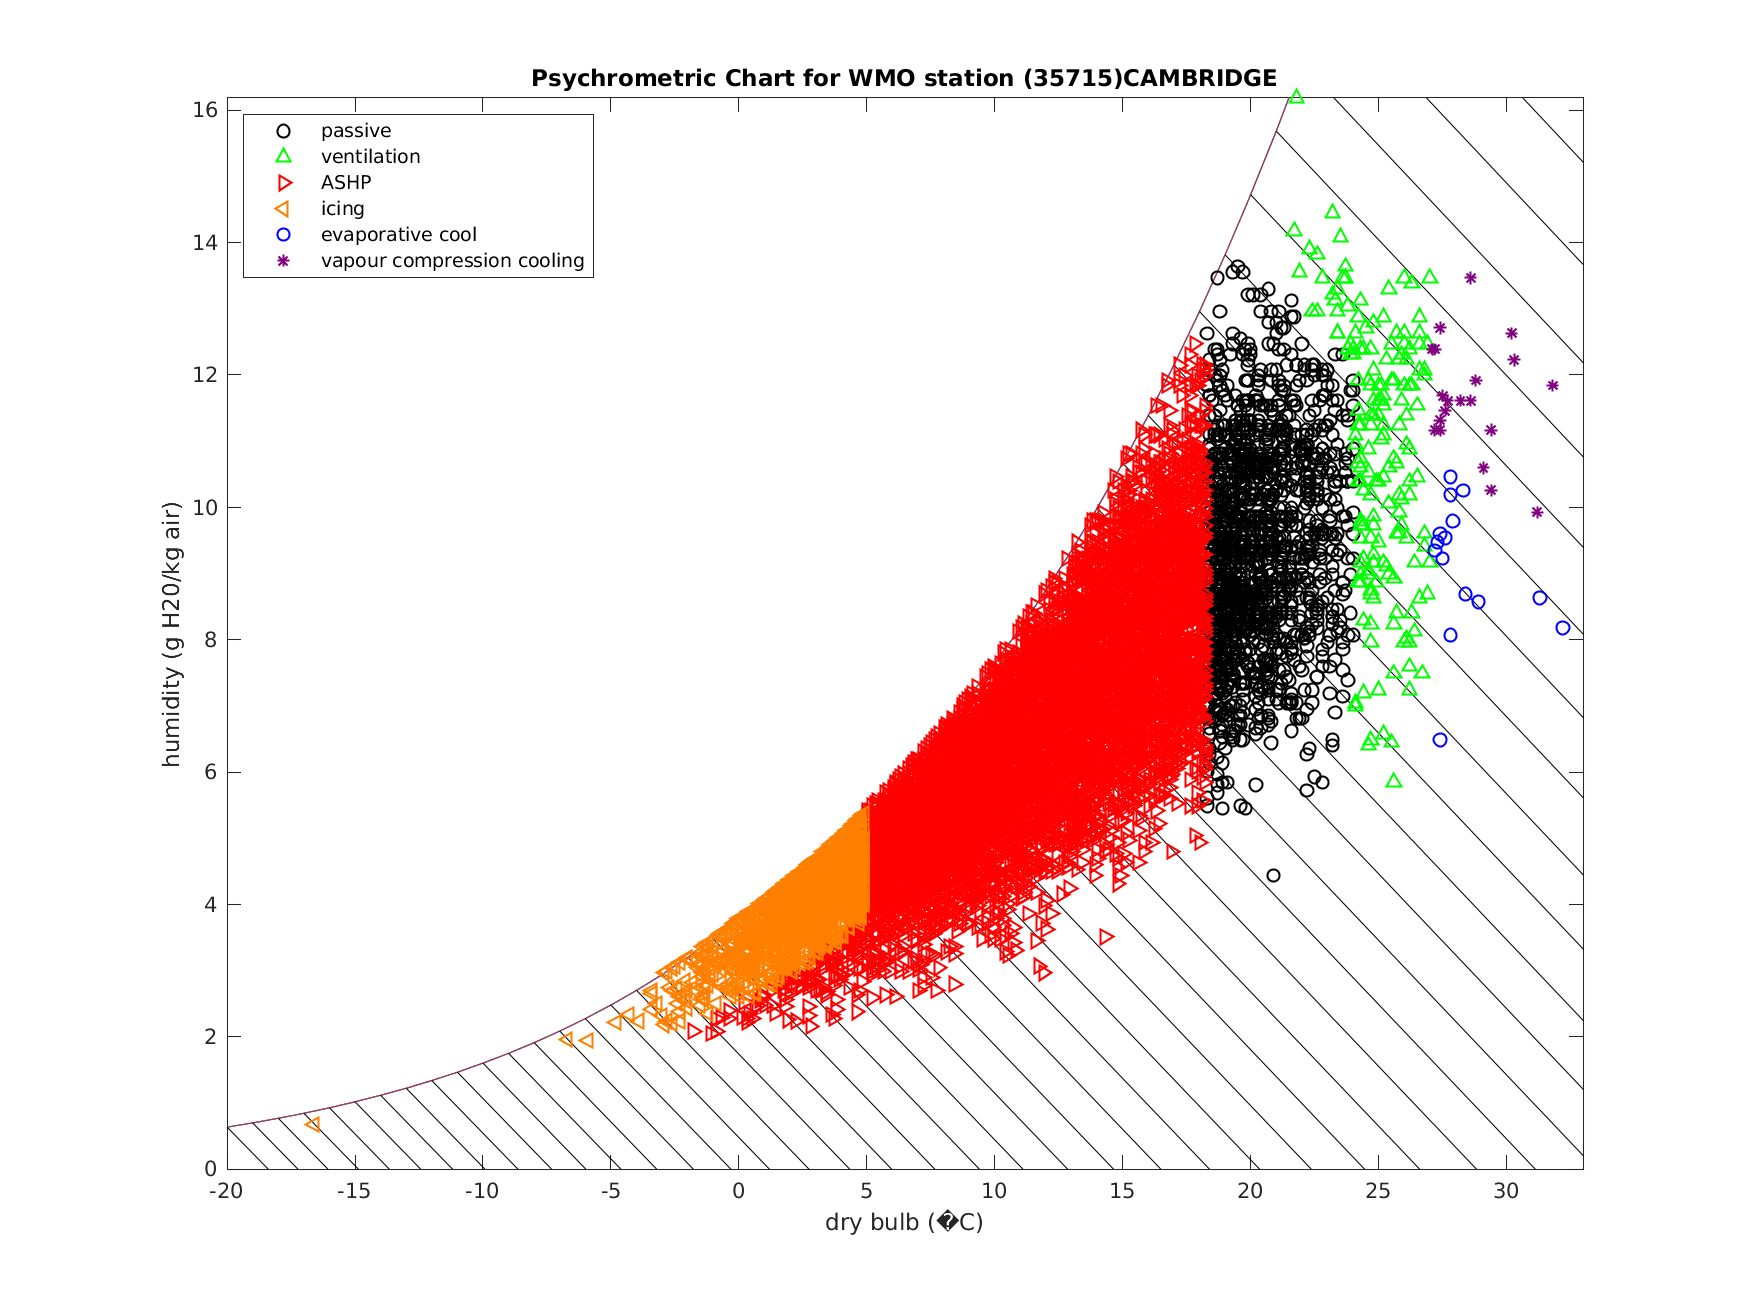 Psychrometric Chart for WMO station (35715)CAMBRIDGE
passive
ventilation
ASHP
icing
evaporative cool
vapour compression cooling
humidity (g H20/kg air)
16
14
12
10
8
6
4
2
0
-20 -15 -10 -5 0 5 10 15 20 25 30
dry bulb (�C)